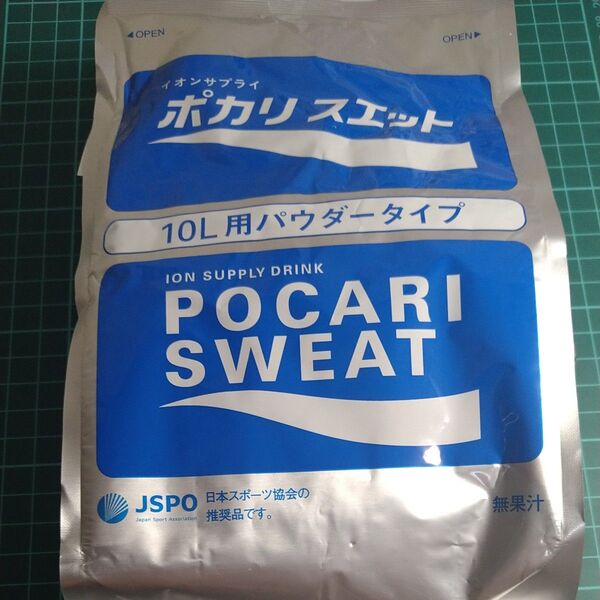 ◀OPEN
OPEN▶
イオンサプライ
ポカリスエット
10L用パウダータイプ
ION SUPPLY DRINK
POCARI
SWEAT
JSPO
Japan Sport Association
日本スポーツ協会の
推奨品です。
無果汁